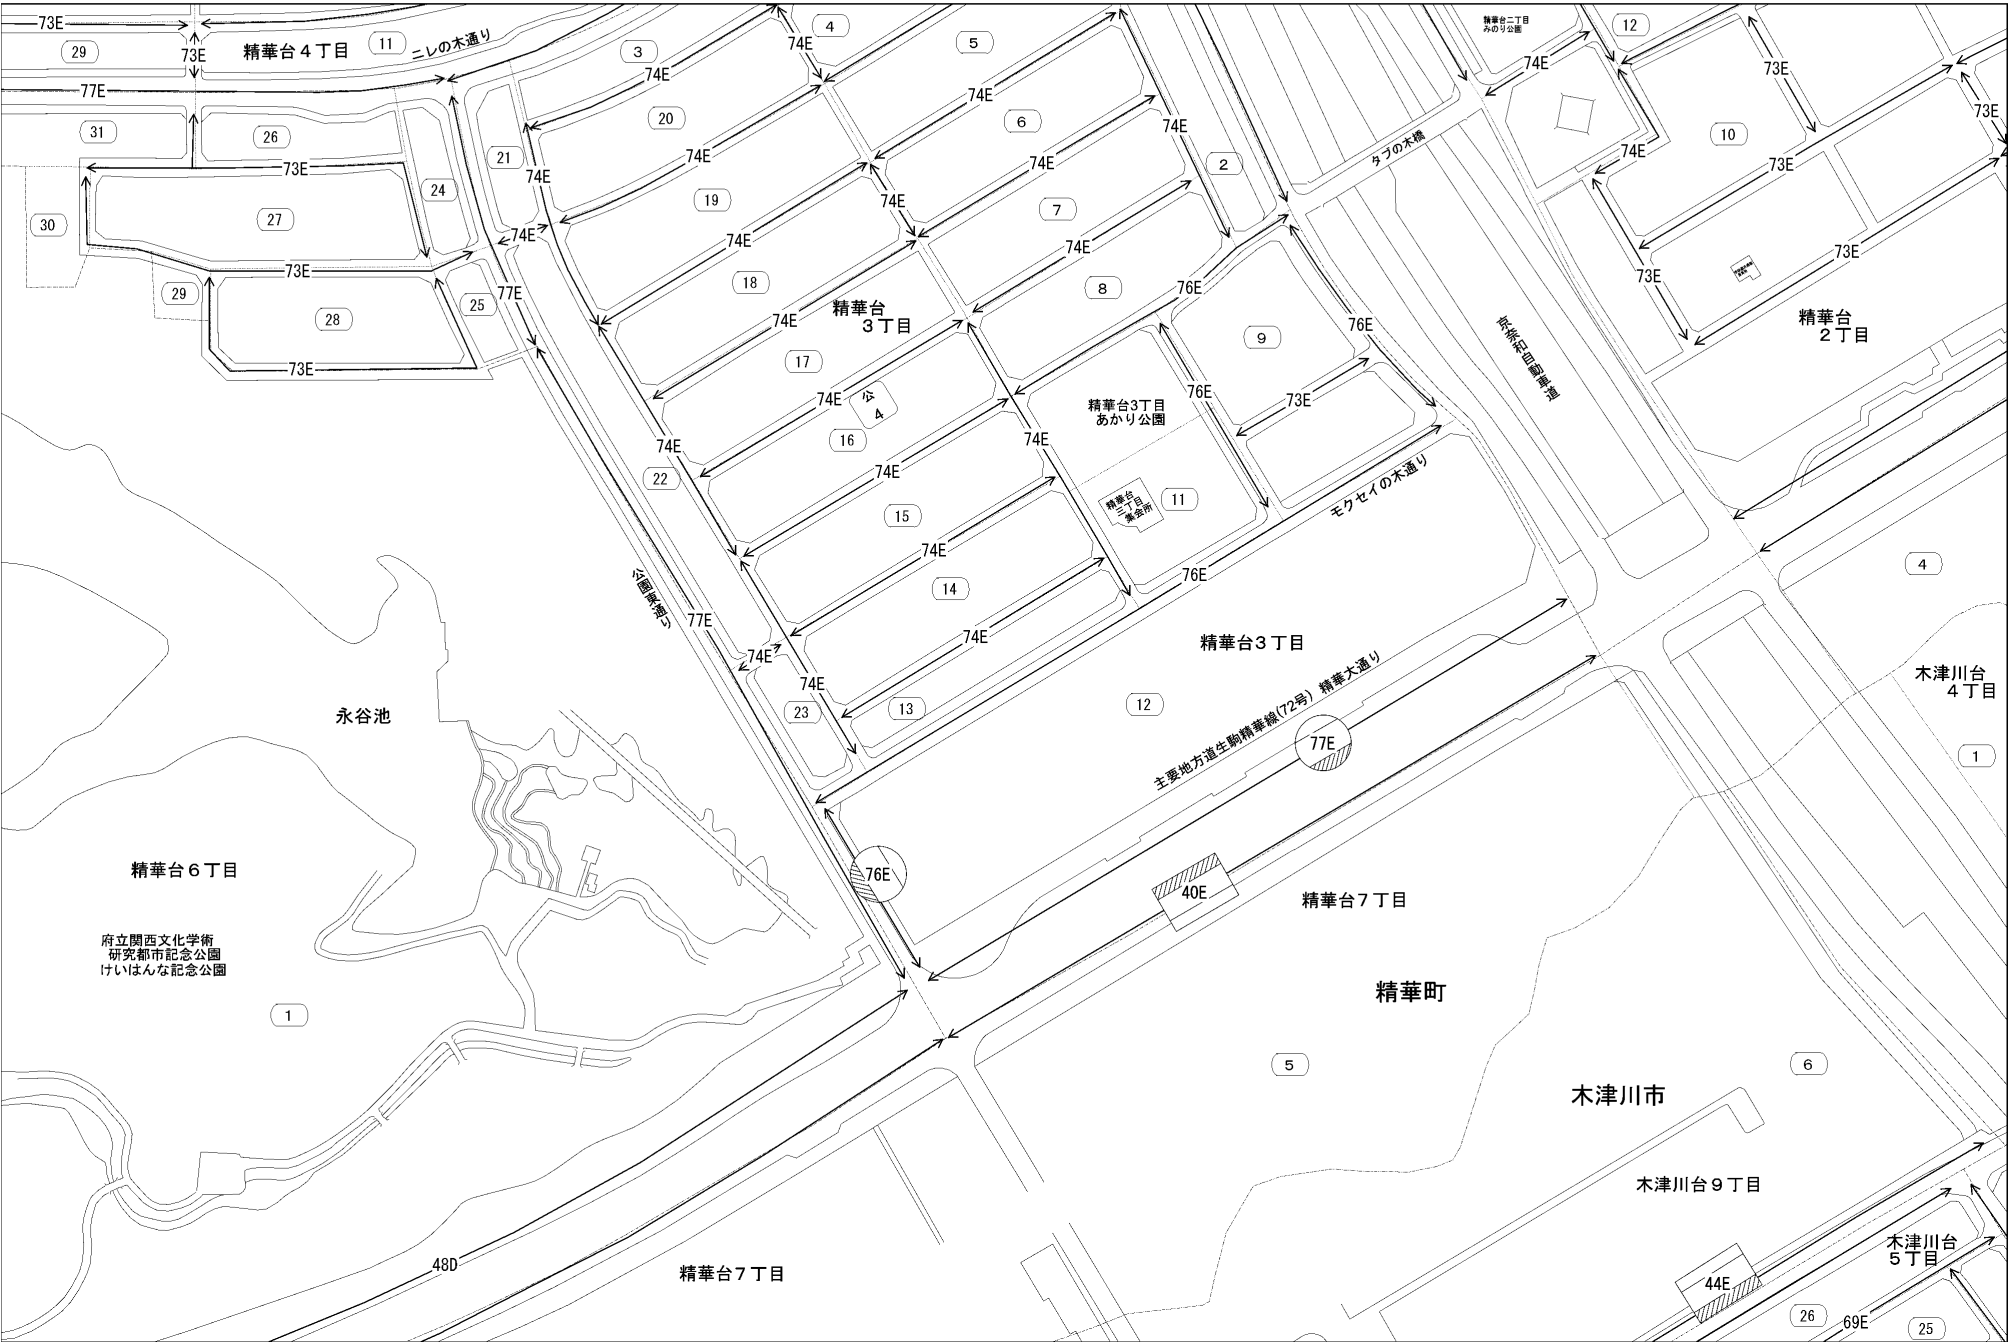 73E
29
73E
精華台4丁目
11
ニレの木通り
77E
31
26
73E
30
27
24
21
73E
29
28
25
73E
77E
3
74E
4
74E
5
74E
20
74E
6
74E
2
74E
74E
19
74E
74E
7
74E
74E
74E
18
74E
精華台
3丁目
8
76E
17
74E
公
4
16
74E
9
76E
73E
76E
精華台3丁目
あかり公園
74E
74E
22
15
74E
精華台
三丁目
集会所
11
モクセイの木通り
14
74E
76E
公園東通り
77E
74E
74E
23
13
精華台3丁目
12
主要地方道生駒精華線(72号) 精華大通り
77E
76E
40E
精華台二丁目
みのり公園
12
74E
73E
73E
タブの木橋
74E
10
73E
73E
73E
精華台
2丁目
京奈和自動車道
4
木津川台
4丁目
1
永谷池
精華台6丁目
府立関西文化学術
研究都市記念公園
けいはんな記念公園
1
精華台7丁目
精華町
5
6
木津川市
木津川台9丁目
48D
精華台7丁目
木津川台
5丁目
44E
26
69E
25